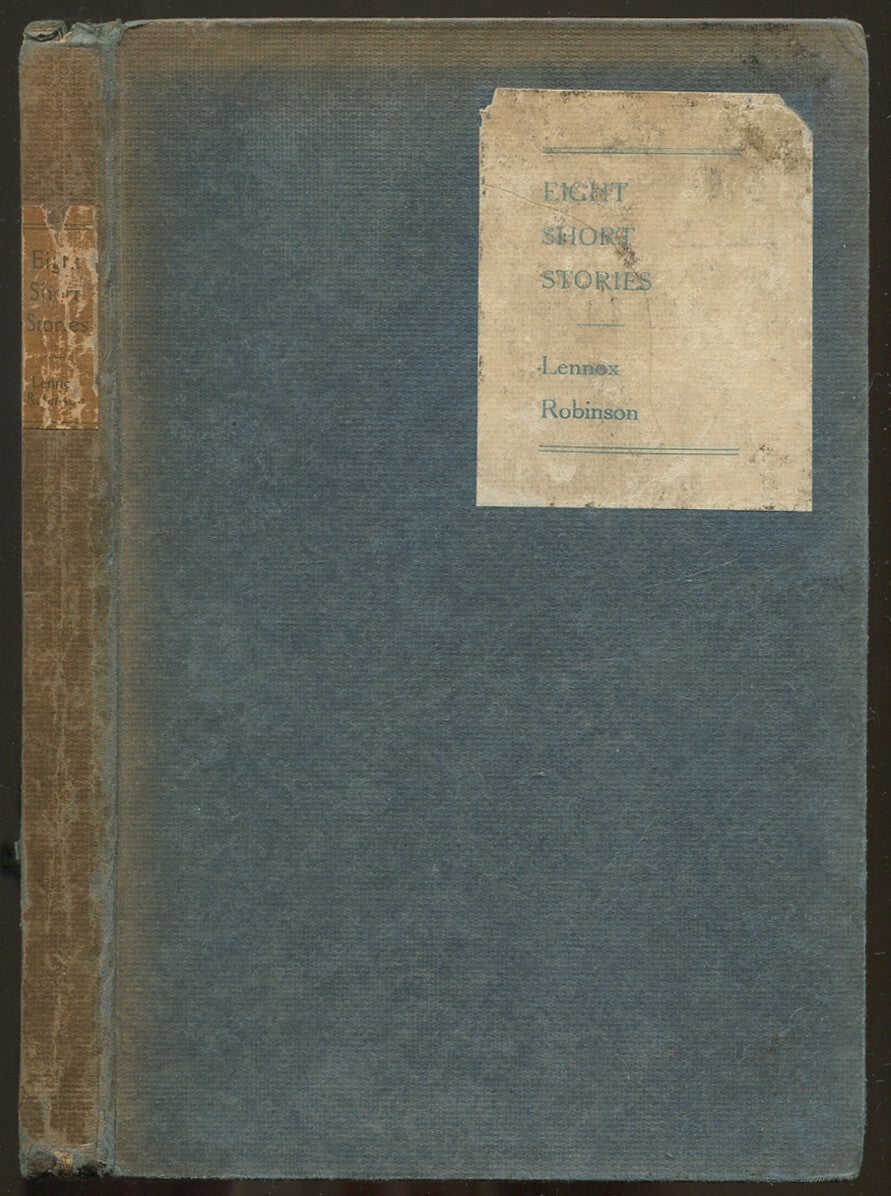 EIGHT
SHORT
STORIES
Lennox
Robinson
Eight
Short
Stories